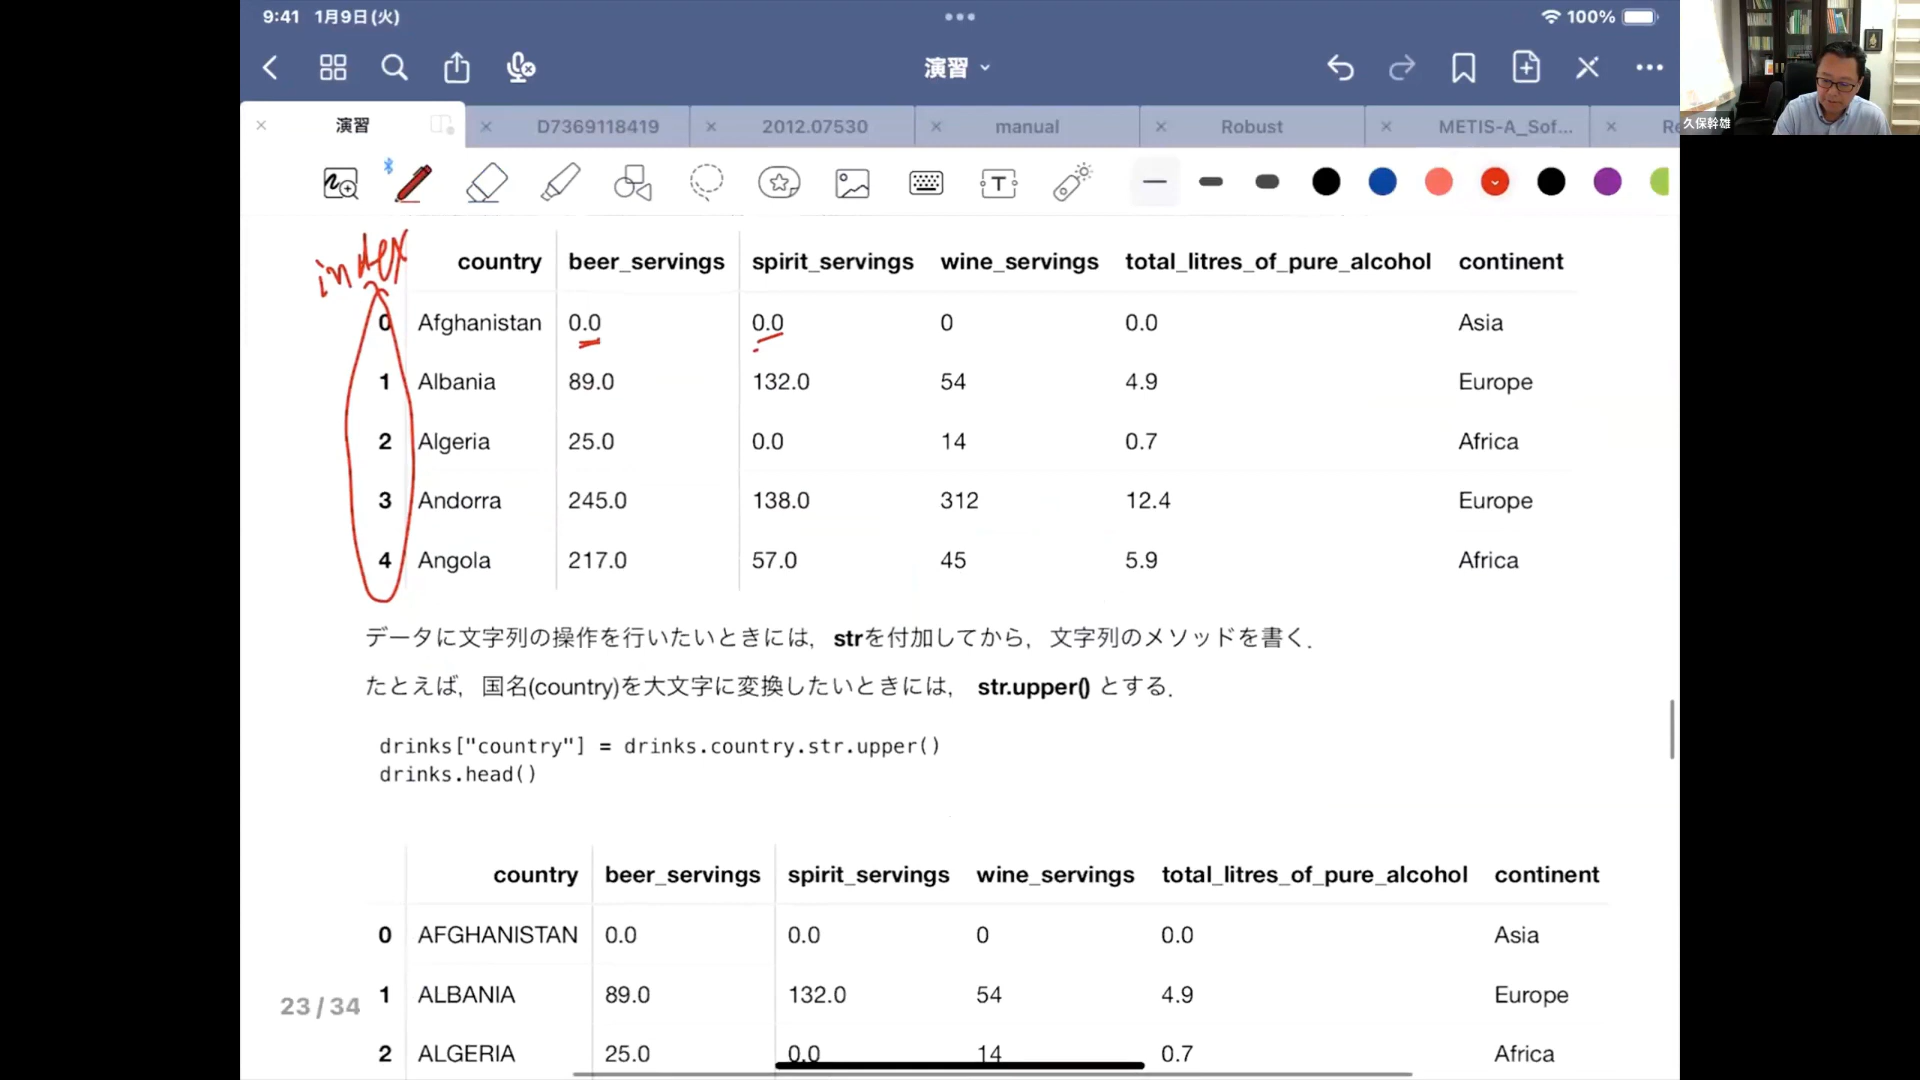 9:41 1月9日(火)
100%
演習
演習
D7369118419
2012.07530
manual
Robust
METIS-A_Sof...
Re
久保幹雄
T
index
country beer_servings spirit_servings wine_servings total_litres_of_pure_alcohol continent
0 Afghanistan 0.0 0.0 0 0.0 Asia
1 Albania 89.0 132.0 54 4.9 Europe
2 Algeria 25.0 0.0 14 0.7 Africa
3 Andorra 245.0 138.0 312 12.4 Europe
4 Angola 217.0 57.0 45 5.9 Africa
データに文字列の操作を行いたいときには，strを付加してから，文字列のメソッドを書く．
たとえば，国名(country)を大文字に変換したいときには， str.upper() とする．
drinks["country"] = drinks.country.str.upper()
drinks.head()
country beer_servings spirit_servings wine_servings total_litres_of_pure_alcohol continent
0 AFGHANISTAN 0.0 0.0 0 0.0 Asia
1 ALBANIA 89.0 132.0 54 4.9 Europe
2 ALGERIA 25.0 0.0 14 0.7 Africa
23 / 34